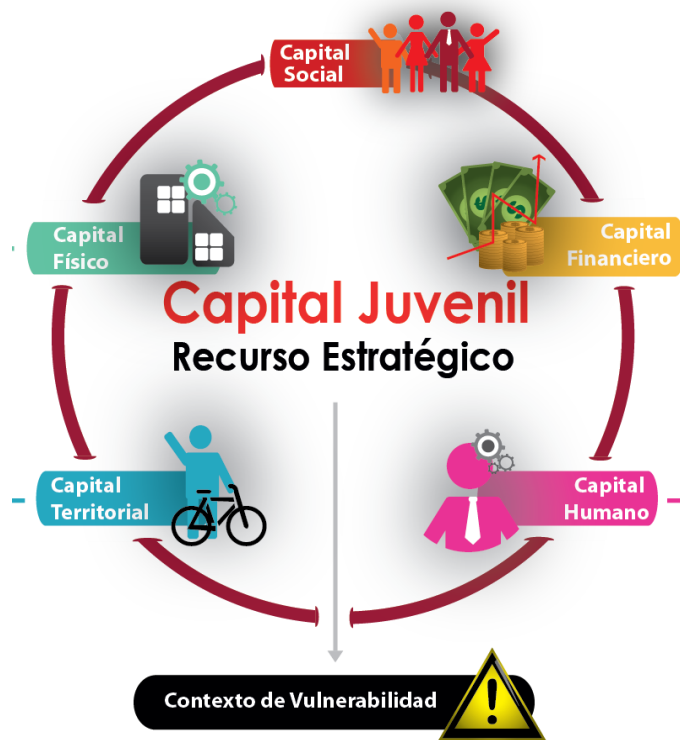 Capital
Social
Capital
Físico
Capital
Financiero
Capital Juvenil
Recurso Estratégico
Capital
Territorial
Capital
Humano
Contexto de Vulnerabilidad